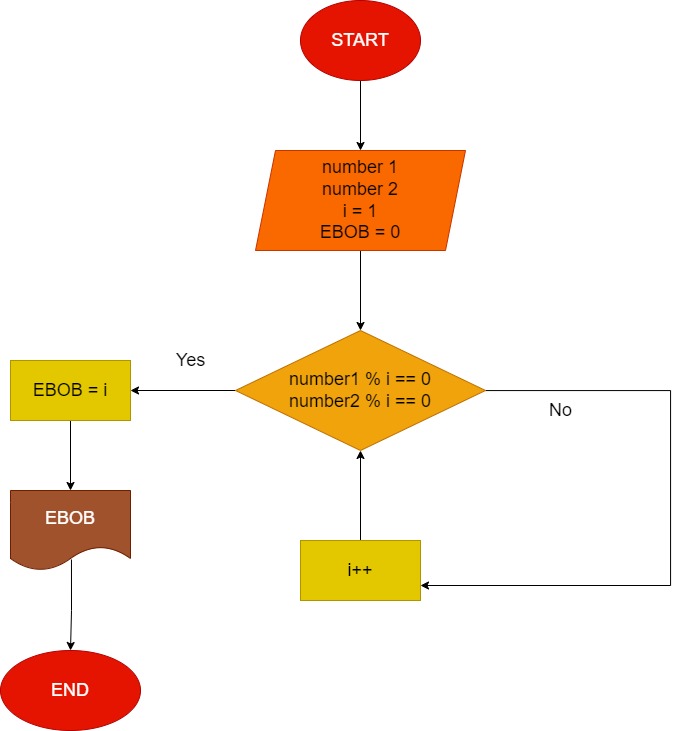 START
number 1
number 2
i = 1
EBOB = 0
number1 % i == 0
number2 % i == 0
Yes
No
EBOB = i
EBOB
i++
END